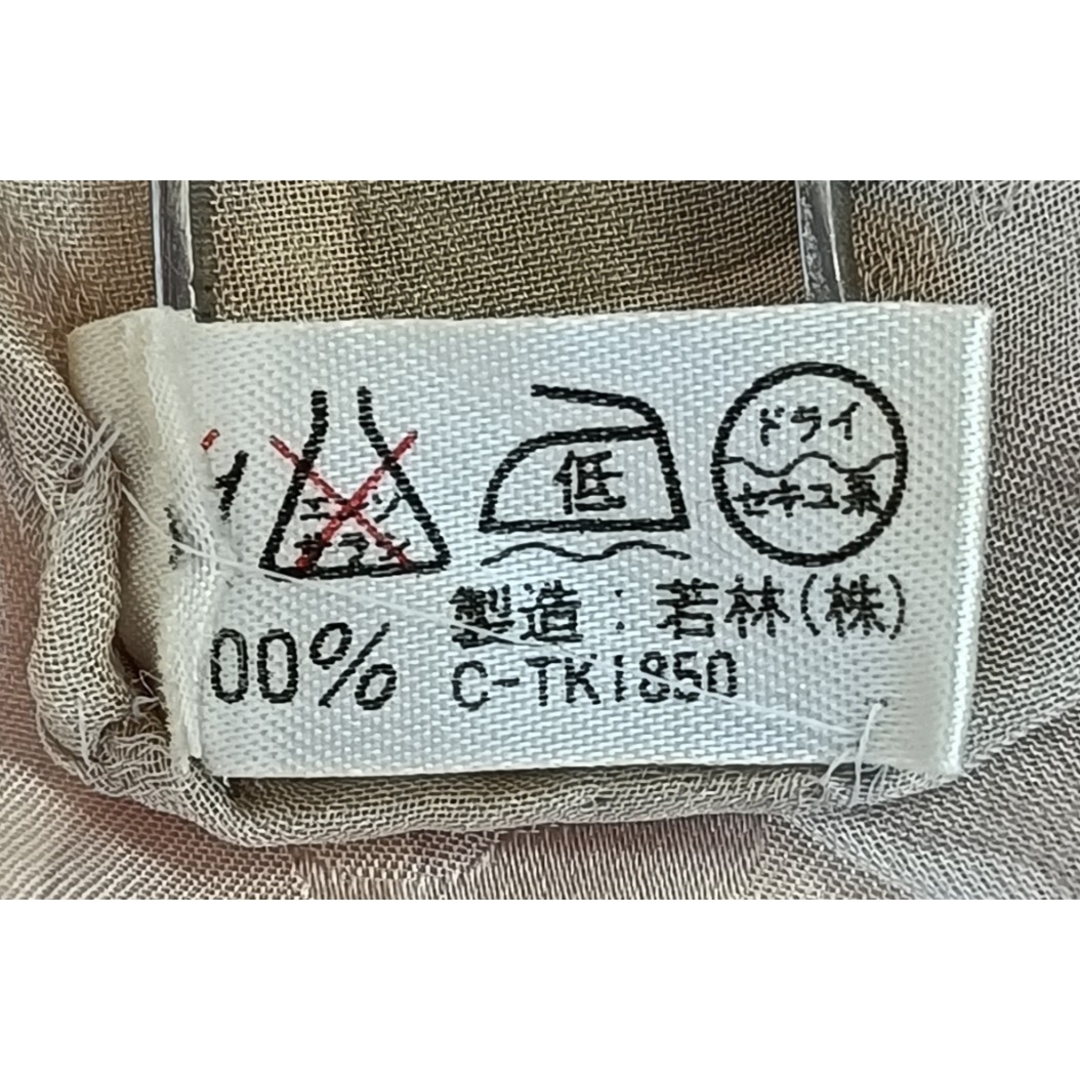 エンソ
サラシ
低
ドライ
セキユ系
製造:若林(株)
00%
C-TK1850